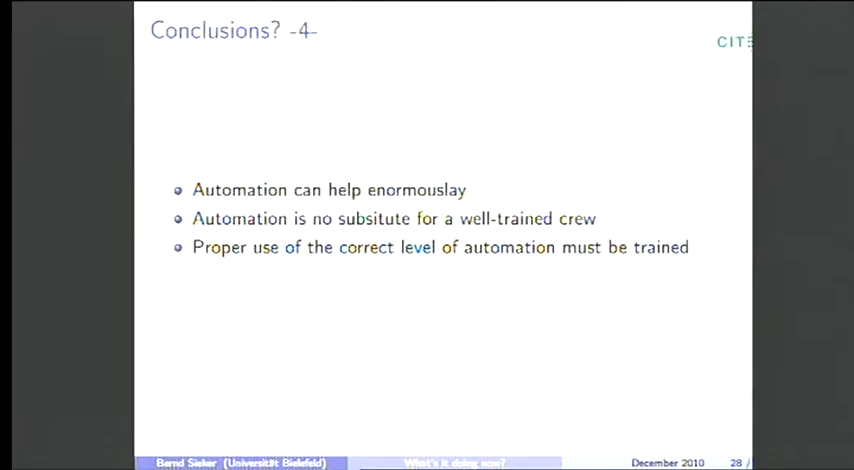 Conclusions? -4-
CITE
Automation can help enormouslay
Automation is no subsitute for a well-trained crew
Proper use of the correct level of automation must be trained
Bernd Sieker (Universität Bielefeld)
What's it doing now?
December 2010
28 /